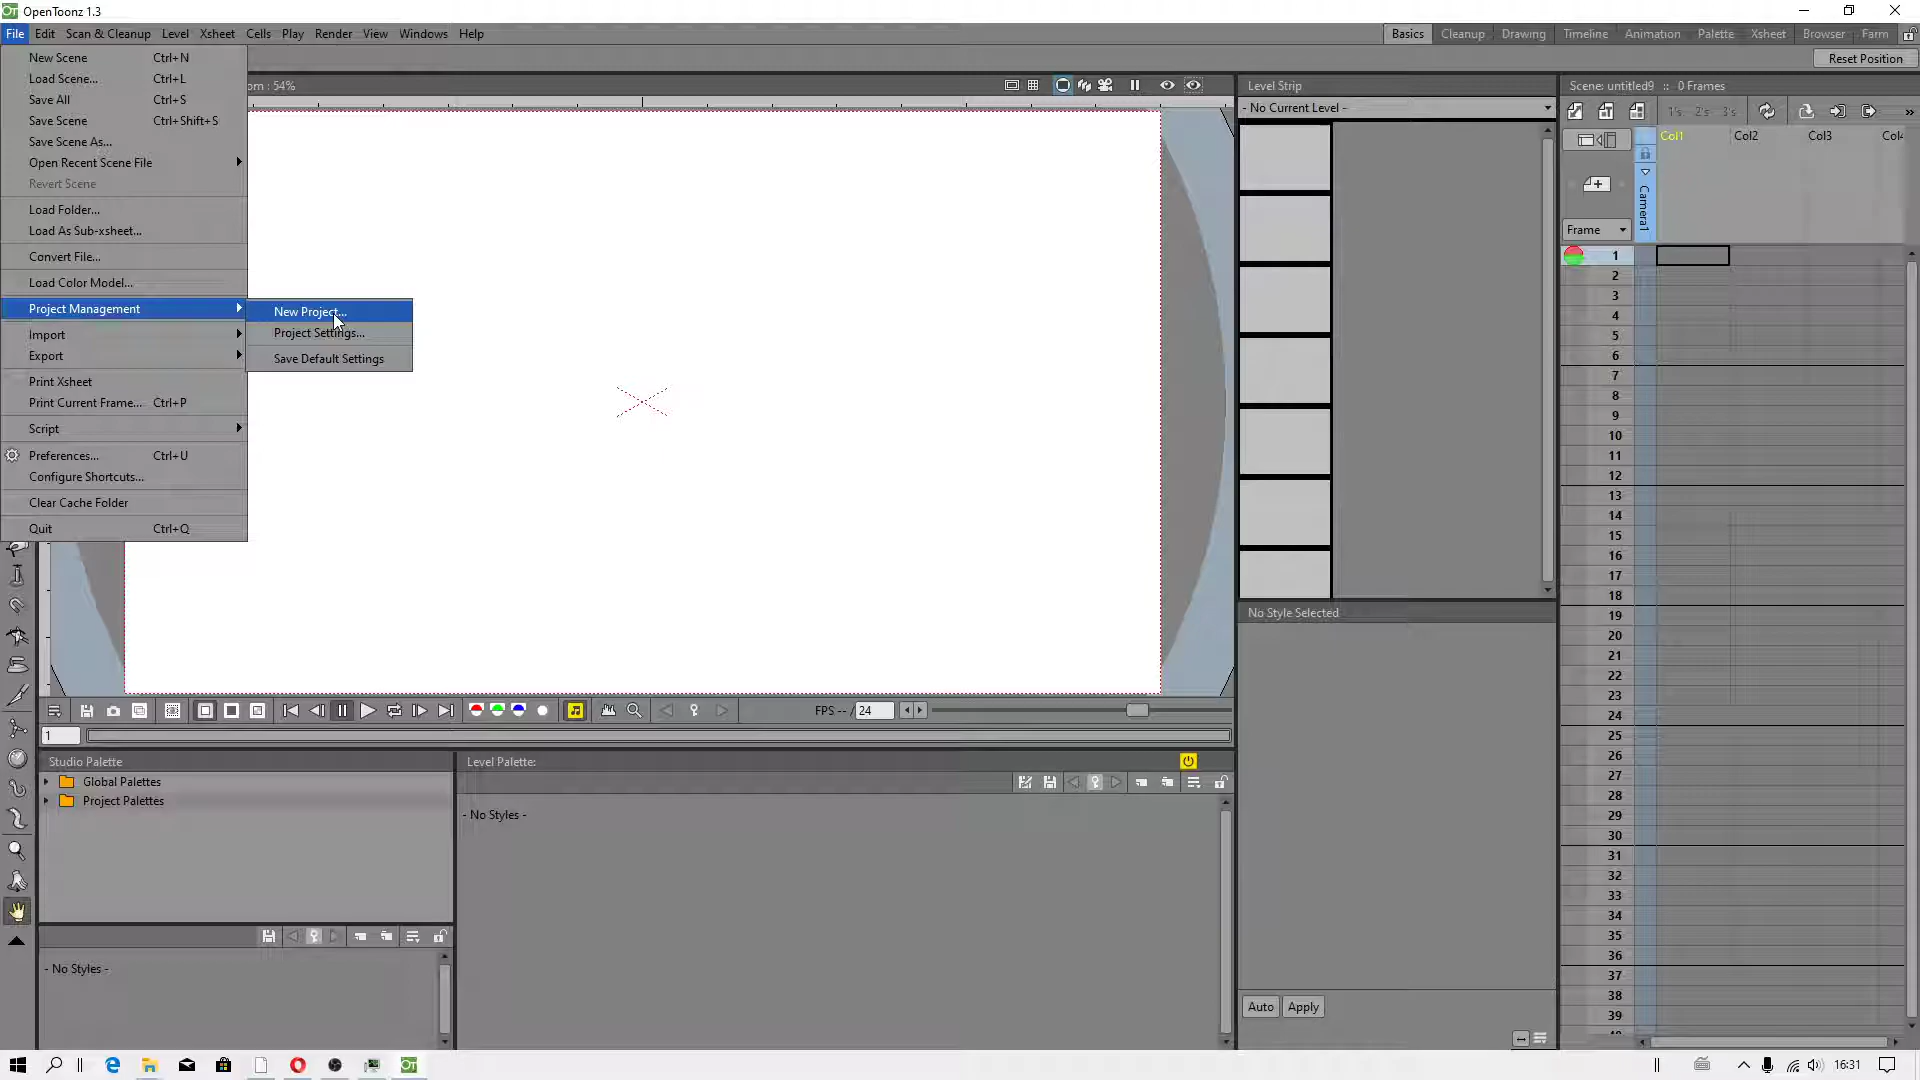 OpenToonz 1.3
File Edit Scan & Cleanup Level Xsheet Cells Play Render View Windows Help
Basics Cleanup Drawing Timeline Animation Palette Xsheet Browser Farm
Reset Position
New Scene Ctrl+N
Load Scene... Ctrl+L
Save All Ctrl+S
Save Scene Ctrl+Shift+S
Save Scene As...
Open Recent Scene File
Revert Scene
Load Folder...
Load As Sub-xsheet...
Convert File...
Load Color Model...
Project Management
Import
Export
Print Xsheet
Print Current Frame... Ctrl+P
Script
Preferences... Ctrl+U
Configure Shortcuts...
Clear Cache Folder
Quit Ctrl+Q
New Project...
Project Settings...
Save Default Settings
om : 54%
Level Strip
- No Current Level -
Scene: untitled9 :: 0 Frames
1's 2's 3's
»
Col1 Col2 Col3 Col4
Camera1
Frame
1
2
3
4
5
6
7
8
9
10
11
12
13
14
15
16
17
18
19
20
21
22
23
24
25
26
27
28
29
30
31
32
33
34
35
36
37
38
39
No Style Selected
Auto Apply
FPS -- / 24
1
Studio Palette
Global Palettes
Project Palettes
- No Styles -
Level Palette:
- No Styles -
OT
16:31